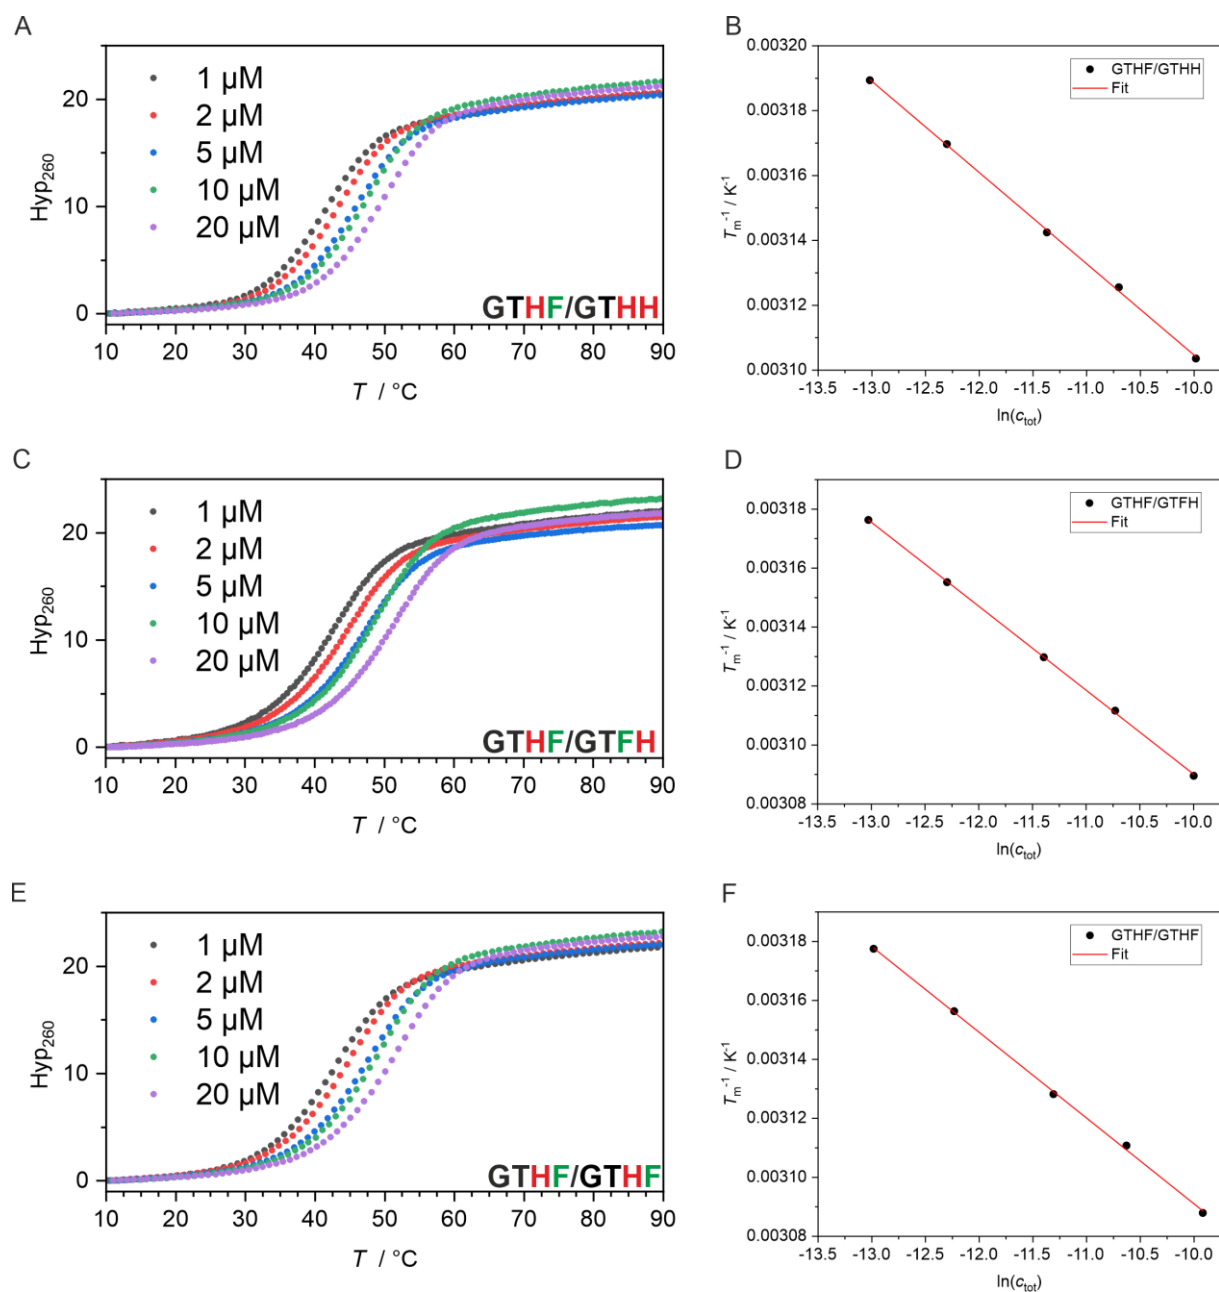 A
Hyp260
20
10
0
1 µM
2 µM
5 µM
10 µM
20 µM
GTHF/GTHH
10 20 30 40 50 60 70 80 90
T / °C
B
Tm-1 / K-1
0.00320
0.00318
0.00316
0.00314
0.00312
0.00310
GTHF/GTHH
Fit
-13.5 -13.0 -12.5 -12.0 -11.5 -11.0 -10.5 -10.0
ln(ctot)
C
Hyp260
20
10
0
1 µM
2 µM
5 µM
10 µM
20 µM
GTHF/GTFH
10 20 30 40 50 60 70 80 90
T / °C
D
Tm-1 / K-1
0.00318
0.00316
0.00314
0.00312
0.00310
0.00308
GTHF/GTFH
Fit
-13.5 -13.0 -12.5 -12.0 -11.5 -11.0 -10.5 -10.0
ln(ctot)
E
Hyp260
20
10
0
1 µM
2 µM
5 µM
10 µM
20 µM
GTHF/GTHF
10 20 30 40 50 60 70 80 90
T / °C
F
Tm-1 / K-1
0.00319
0.00318
0.00316
0.00314
0.00312
0.00310
0.00308
GTHF/GTHF
Fit
-13.5 -13.0 -12.5 -12.0 -11.5 -11.0 -10.5 -10.0
ln(ctot)